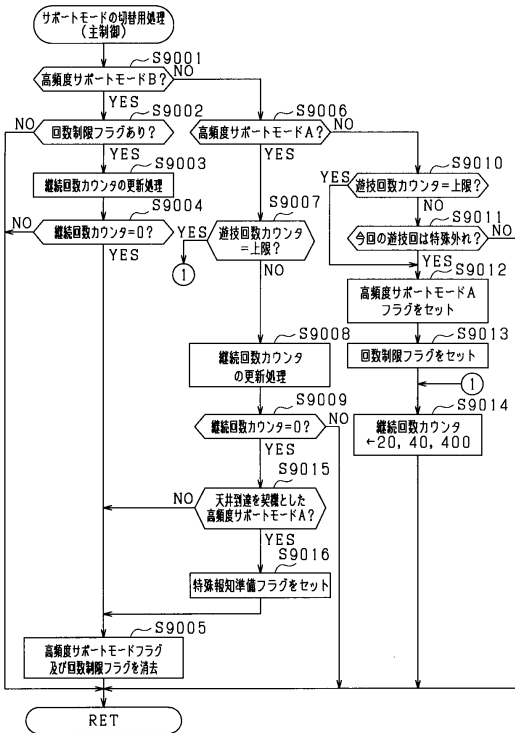 サポートモードの切替用処理
(主制御)
S9001
高頻度サポートモードB?
NO
YES
S9002
NO
回数制限フラグあり?
YES
S9003
継続回数カウンタの更新処理
S9004
NO
継続回数カウンタ=0?
YES
S9006
高頻度サポートモードA?
NO
YES
S9007
YES
遊技回数カウンタ
=上限?
1
NO
S9008
継続回数カウンタ
の更新処理
S9009
継続回数カウンタ=0?
NO
YES
S9015
NO
天井到達を契機とした
高頻度サポートモードA?
YES
S9016
特殊報知準備フラグをセット
S9010
YES
遊技回数カウンタ=上限?
NO
S9011
今回の遊技回は特殊外れ?
NO
YES
S9012
高頻度サポートモードA
フラグをセット
S9013
回数制限フラグをセット
1
S9014
継続回数カウンタ
←20, 40, 400
S9005
高頻度サポートモードフラグ
及び回数制限フラグを消去
RET